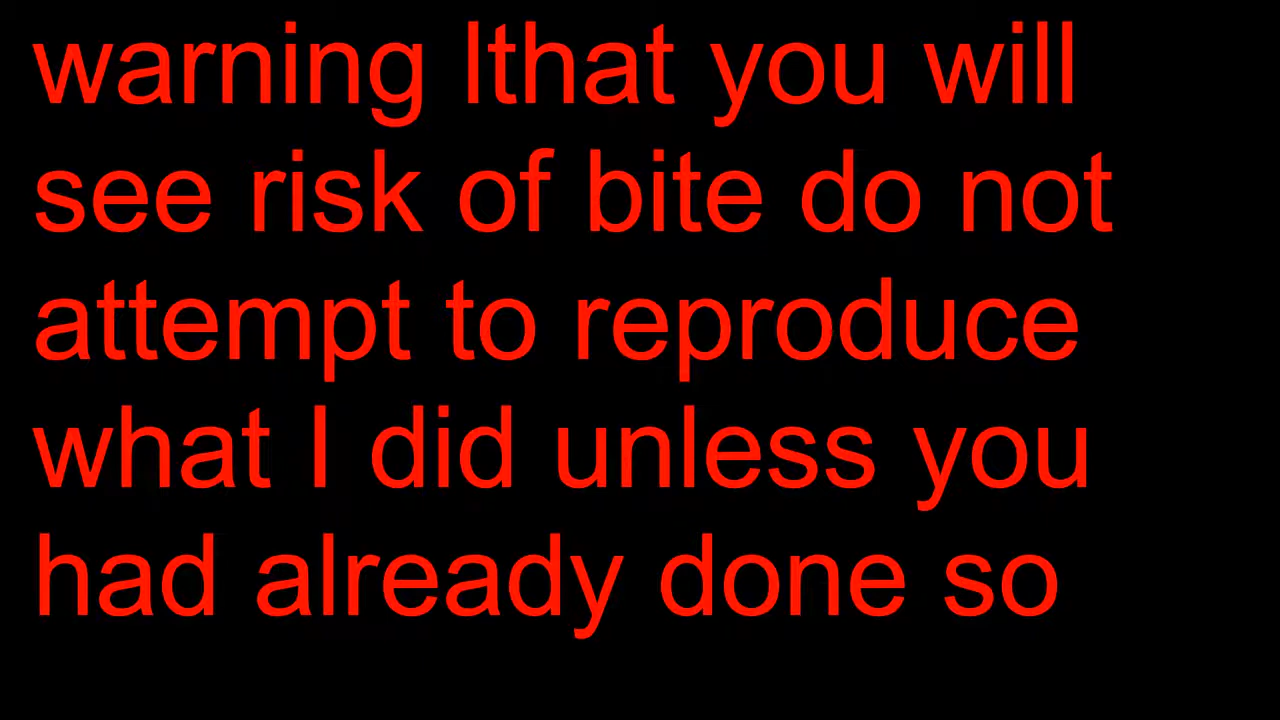 warning lthat you will
see risk of bite do not
attempt to reproduce
what I did unless you
had already done so